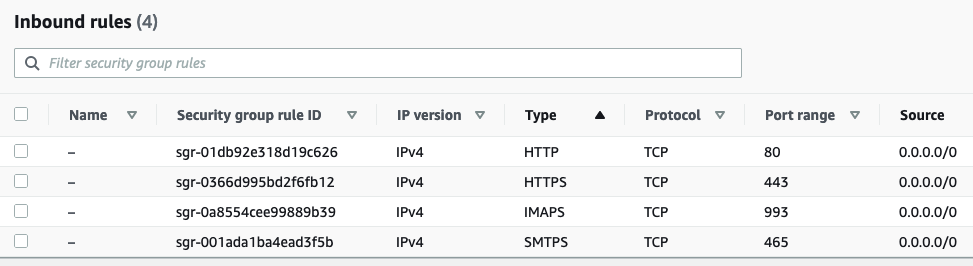 Inbound rules (4)
Filter security group rules
Name Security group rule ID IP version Type Protocol Port range Source
– sgr-01db92e318d19c626 IPv4 HTTP TCP 80 0.0.0.0/0
– sgr-0366d995bd2f6fb12 IPv4 HTTPS TCP 443 0.0.0.0/0
– sgr-0a8554cee99889b39 IPv4 IMAPS TCP 993 0.0.0.0/0
– sgr-001ada1ba4ead3f5b IPv4 SMTPS TCP 465 0.0.0.0/0